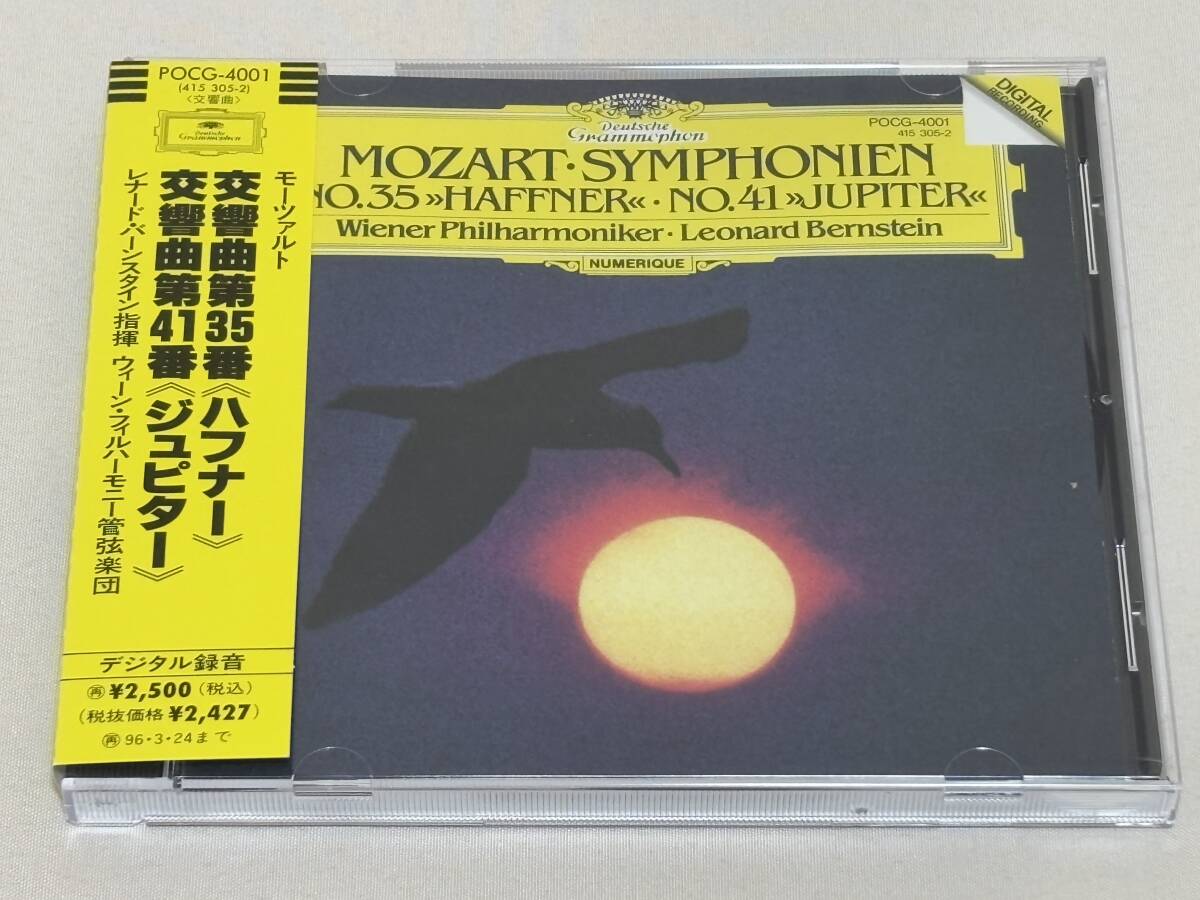 POCG-4001
(415 305-2)
〈交響曲〉
Deutsche
Grammophon
モーツァルト
交響曲第35番《ハフナー》
交響曲第41番《ジュピター》
レナード・バーンスタイン指揮 ウィーン・フィルハーモニー管弦楽団
デジタル録音
再 ¥2,500 (税込)
(税抜価格 ¥2,427)
再 96・3・24まで
Deutsche
Grammophon
POCG-4001
415 305-2
DIGITAL
RECORDING
MOZART·SYMPHONIEN
NO.35 »HAFFNER« · NO.41 »JUPITER«
Wiener Philharmoniker · Leonard Bernstein
NUMERIQUE